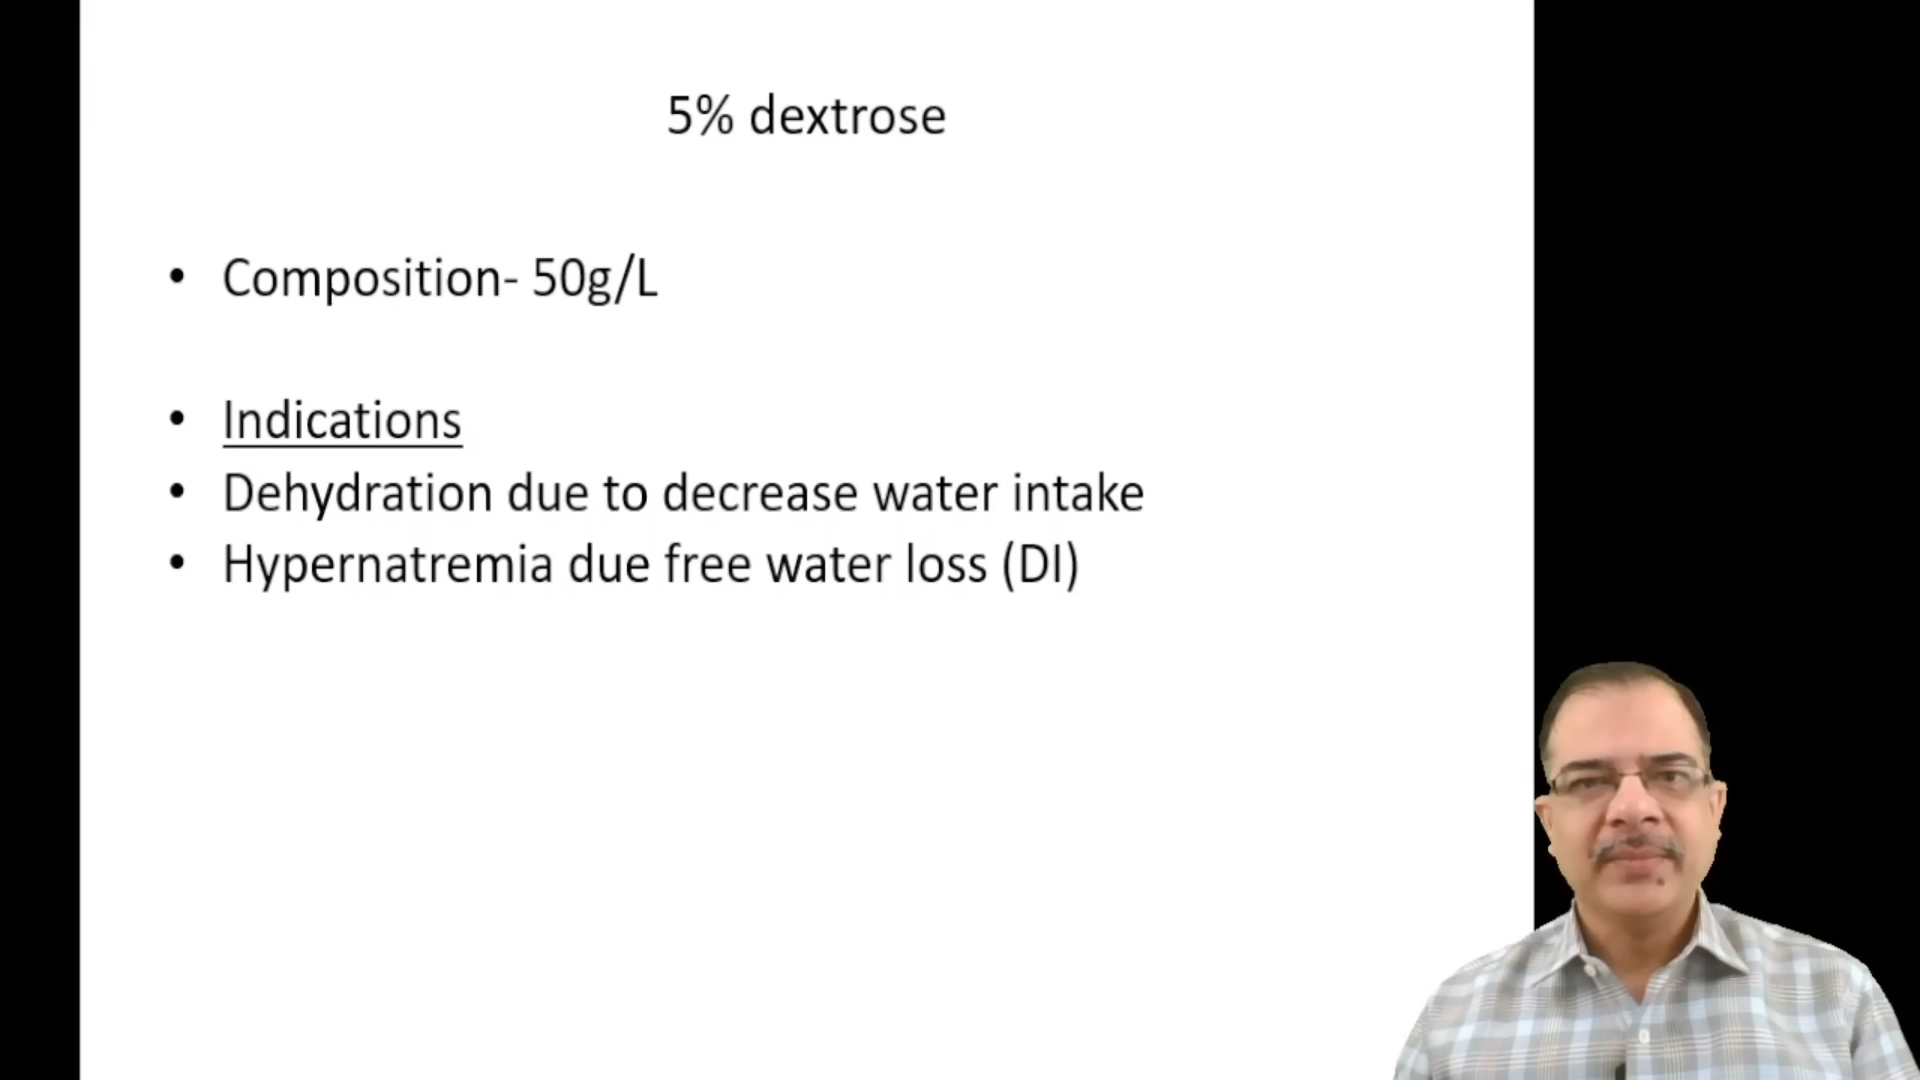 5% dextrose
• Composition- 50g/L
• Indications
• Dehydration due to decrease water intake
• Hypernatremia due free water loss (DI)